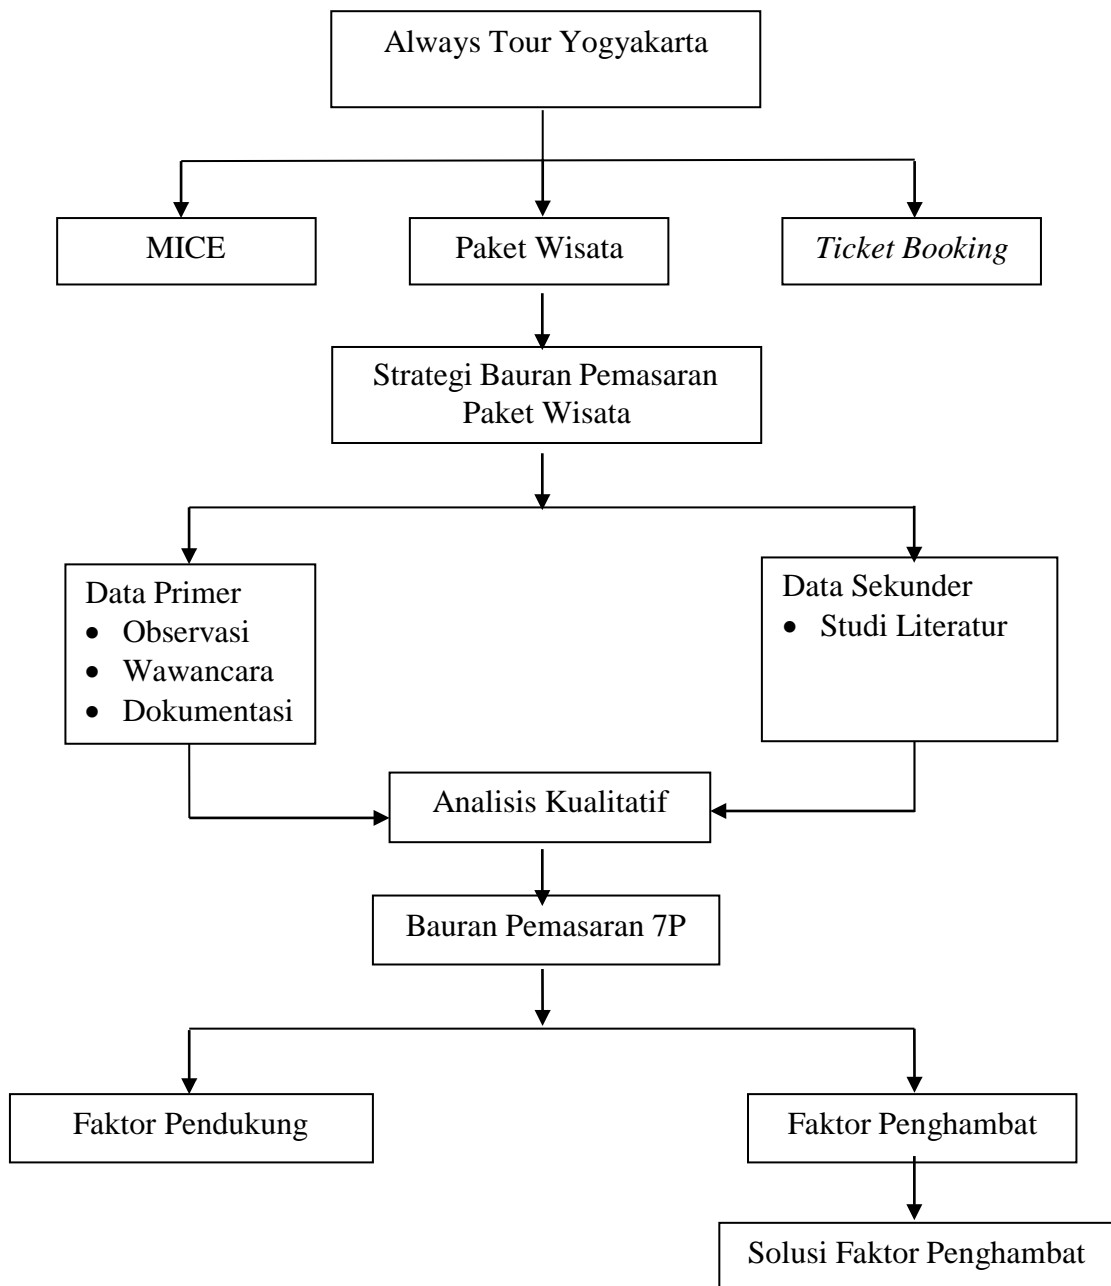 Always Tour Yogyakarta
MICE
Paket Wisata
Ticket Booking
Strategi Bauran Pemasaran
Paket Wisata
Data Primer
• Observasi
• Wawancara
• Dokumentasi
Data Sekunder
• Studi Literatur
Analisis Kualitatif
Bauran Pemasaran 7P
Faktor Pendukung
Faktor Penghambat
Solusi Faktor Penghambat